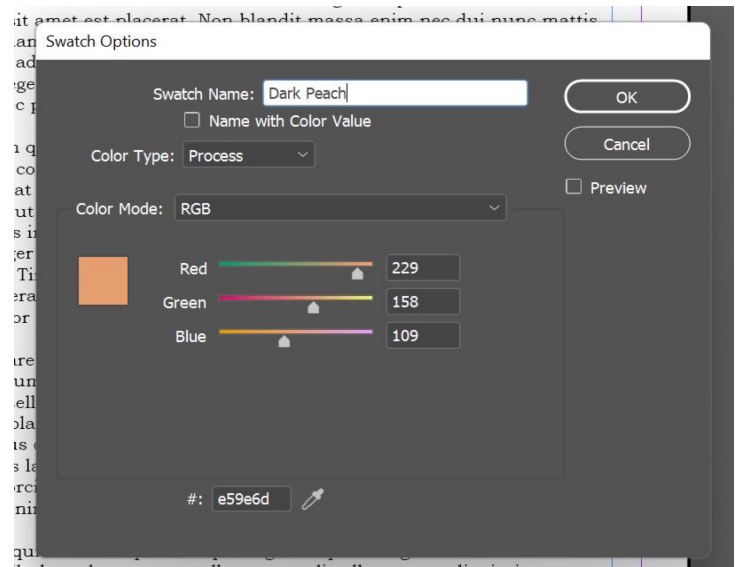 sit amet est placerat. Non blandit massa enim nec dui nunc mattis
Swatch Options
Swatch Name: Dark Peach
Name with Color Value
Color Type: Process
Color Mode: RGB
Red 229
Green 158
Blue 109
#: e59e6d
OK
Cancel
Preview